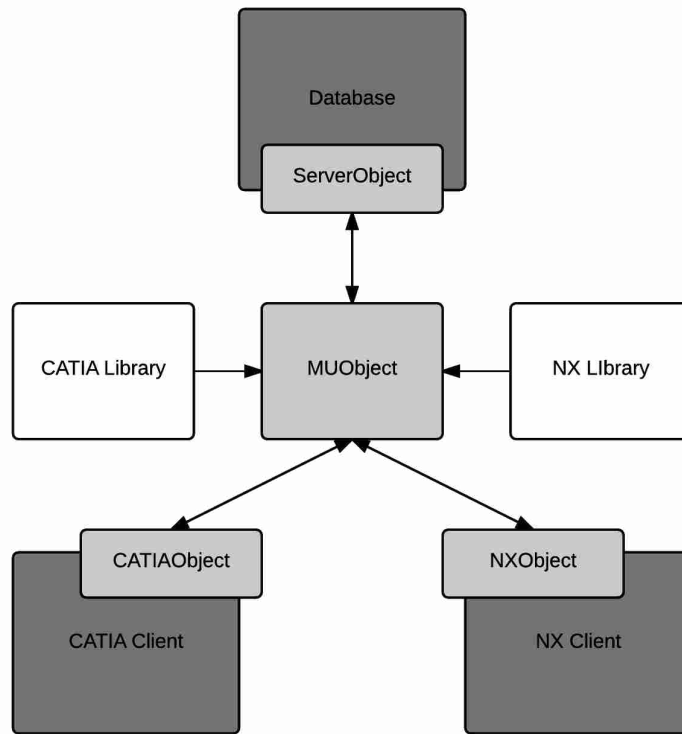 Database
ServerObject
CATIA Library
MUObject
NX LIbrary
CATIAObject
NXObject
CATIA Client
NX Client